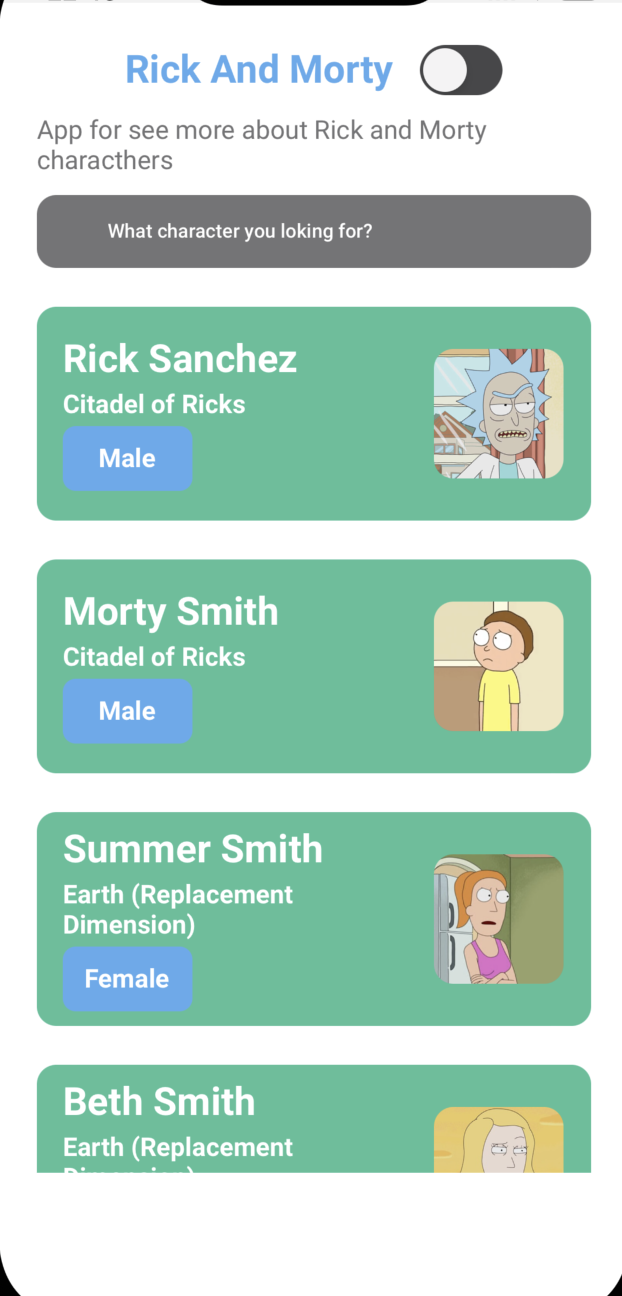 Rick And Morty
App for see more about Rick and Morty
characthers
What character you loking for?
Rick Sanchez
Citadel of Ricks
Male
Morty Smith
Citadel of Ricks
Male
Summer Smith
Earth (Replacement
Dimension)
Female
Beth Smith
Earth (Replacement